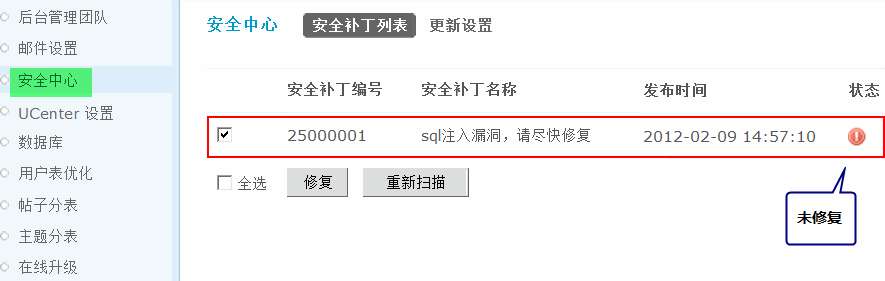 后台管理团队
邮件设置
安全中心
UCenter 设置
数据库
用户表优化
帖子分表
主题分表
在线升级
安全中心 安全补丁列表 更新设置
安全补丁编号 安全补丁名称 发布时间 状态
25000001 sql注入漏洞，请尽快修复 2012-02-09 14:57:10
全选 修复 重新扫描
未修复